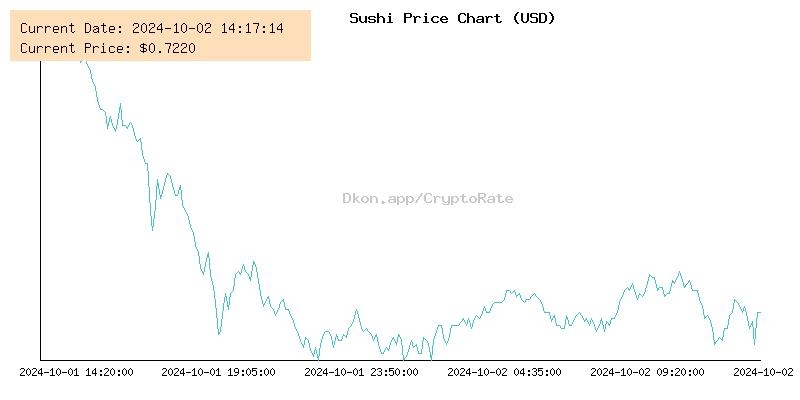 Sushi Price Chart (USD)
Current Date: 2024-10-02 14:17:14
Current Price: $0.7220
Dkon.app/CryptoRate
2024-10-01 14:20:00 2024-10-01 19:05:00 2024-10-01 23:50:00 2024-10-02 04:35:00 2024-10-02 09:20:00 2024-10-02